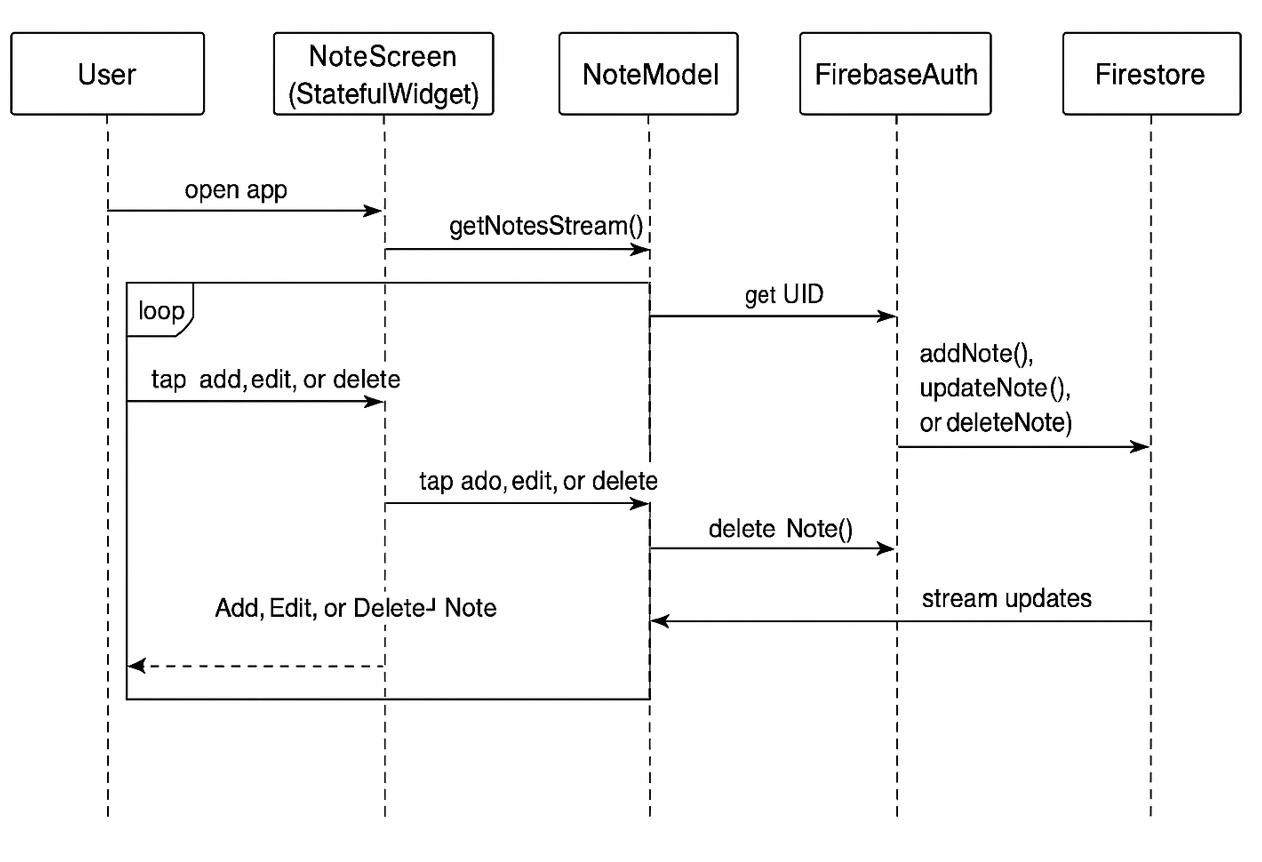 User
NoteScreen
(StatefulWidget)
NoteModel
FirebaseAuth
Firestore
open app
getNotesStream()
loop
get UID
addNote(),
updateNote(),
or deleteNote)
tap add, edit, or delete
tap ado, edit, or delete
delete Note()
stream updates
Add, Edit, or Delete┘ Note